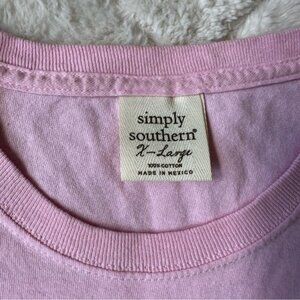 simply
southern®
X-Large
100% COTTON
MADE IN MEXICO